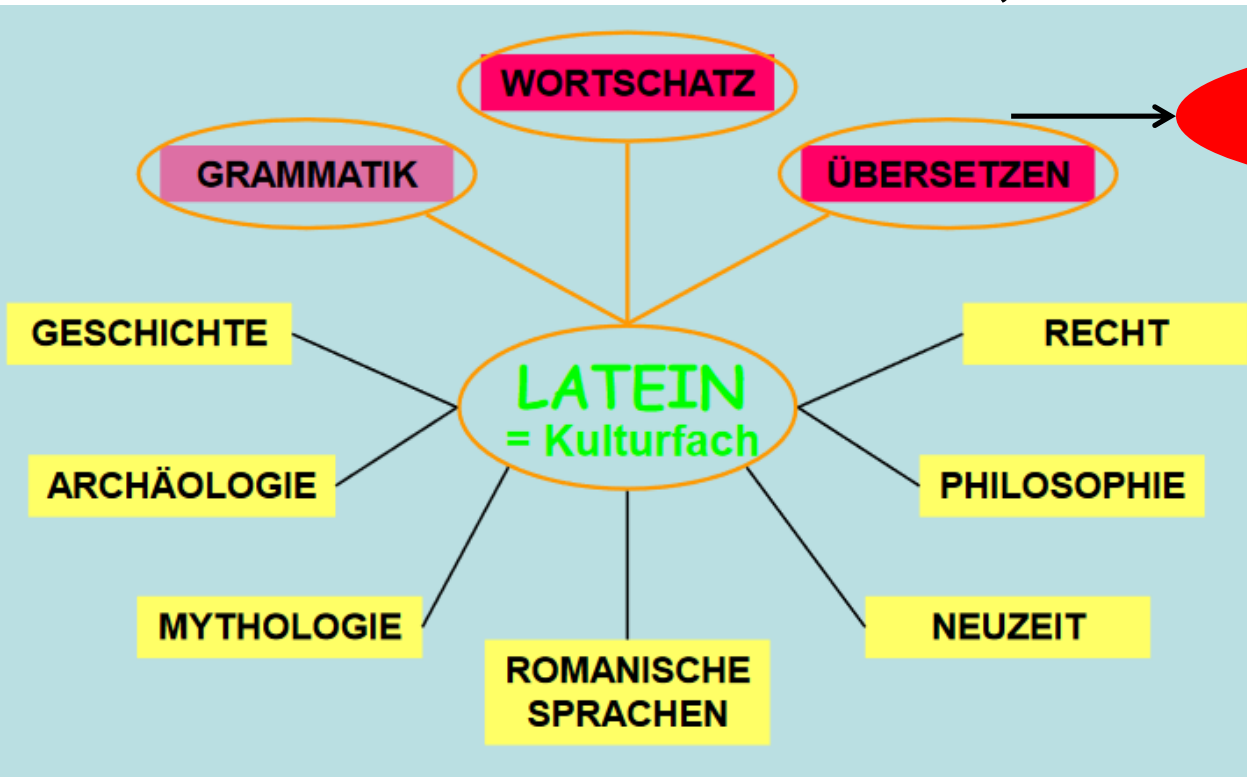 WORTSCHATZ
GRAMMATIK
ÜBERSETZEN
GESCHICHTE
RECHT
LATEIN
= Kulturfach
ARCHÄOLOGIE
PHILOSOPHIE
MYTHOLOGIE
NEUZEIT
ROMANISCHE
SPRACHEN